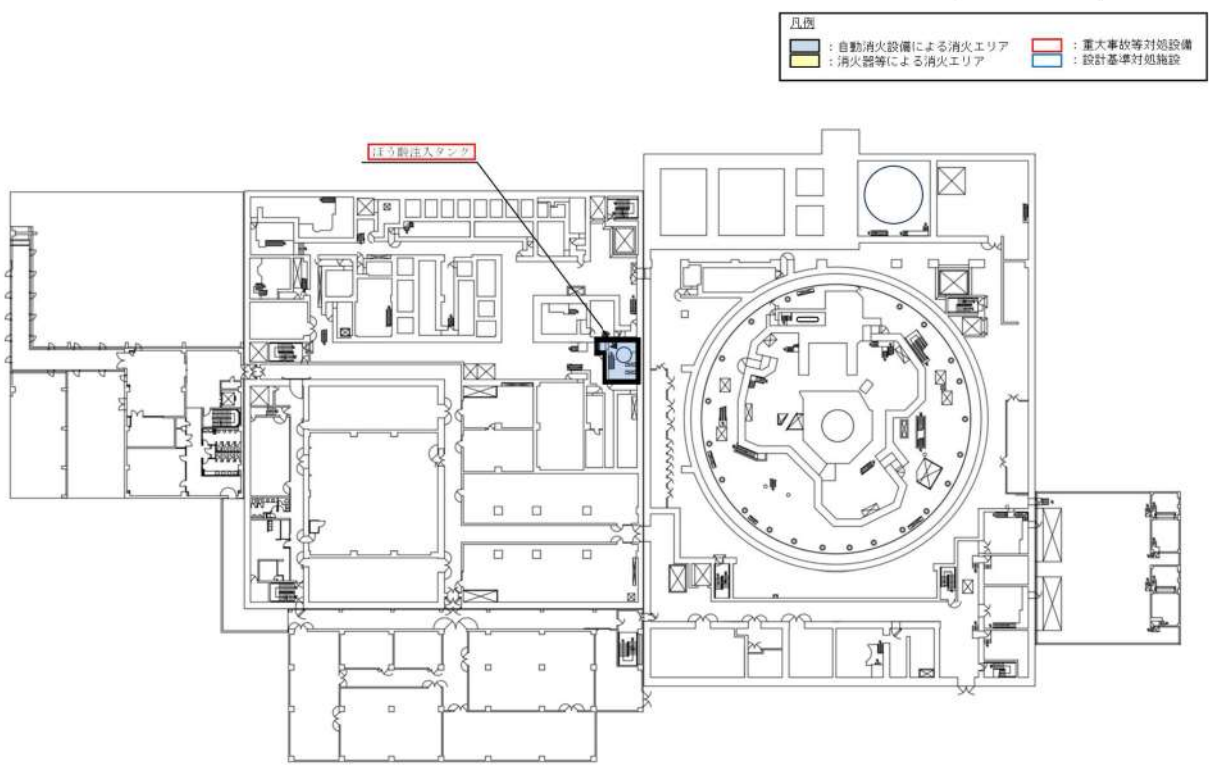 凡例
：自動消火設備による消火エリア
：消火器等による消火エリア
：重大事故等対処設備
：設計基準対処施設
ほう酸注入タンク